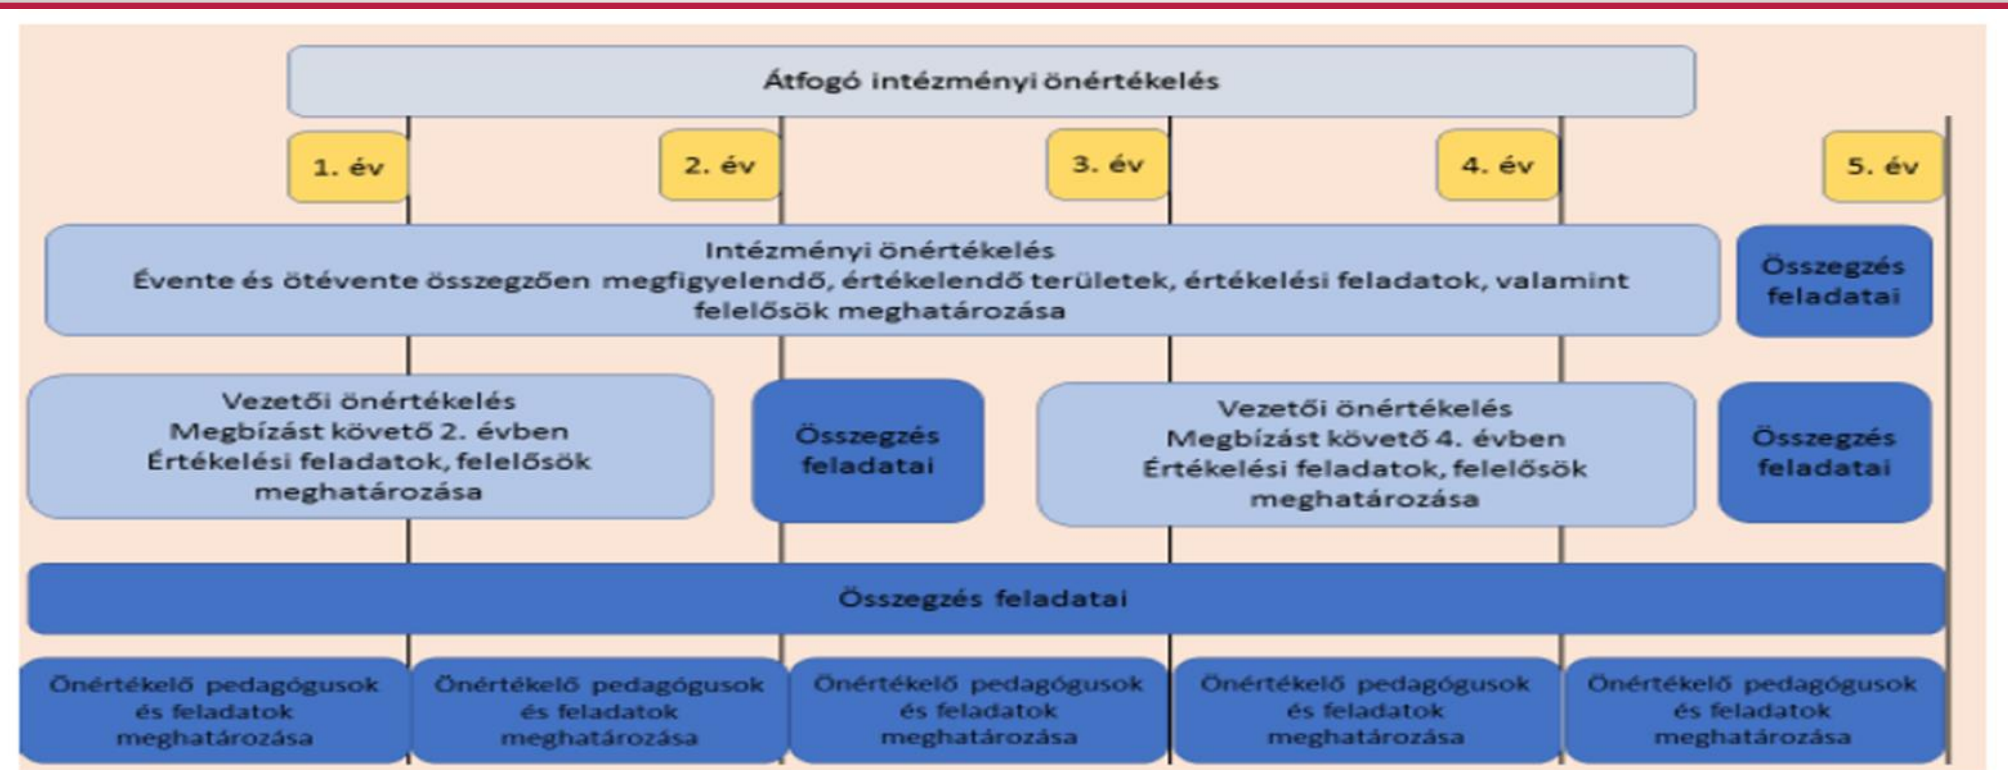 Átfogó intézményi önértékelés
1. év
2. év
3. év
4. év
5. év
Intézményi önértékelés
Évente és ötévente összegzően megfigyelendő, értékelendő területek, értékelési feladatok, valamint
felelősök meghatározása
Összegzés
feladatai
Vezetői önértékelés
Megbízást követő 2. évben
Értékelési feladatok, felelősök
meghatározása
Összegzés
feladatai
Vezetői önértékelés
Megbízást követő 4. évben
Értékelési feladatok, felelősök
meghatározása
Összegzés
feladatai
Összegzés feladatai
Önértékelő pedagógusok
és feladatok
meghatározása
Önértékelő pedagógusok
és feladatok
meghatározása
Önértékelő pedagógusok
és feladatok
meghatározása
Önértékelő pedagógusok
és feladatok
meghatározása
Önértékelő pedagógusok
és feladatok
meghatározása